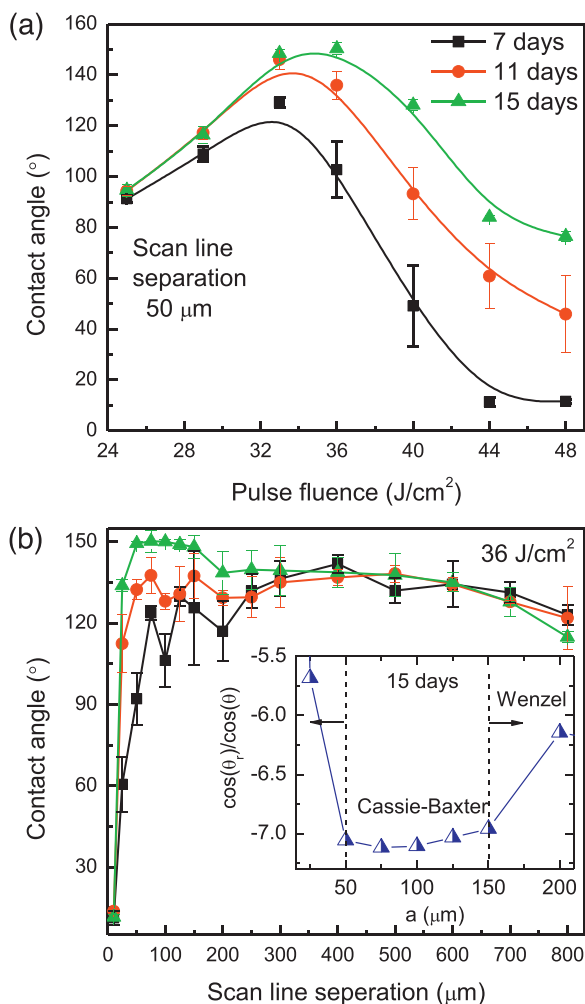 (a)
160
140
120
100
80
60
40
20
0
Contact angle (°)
7 days
11 days
15 days
Scan line
separation
50 μm
24 28 32 36 40 44 48
Pulse fluence (J/cm²)
(b)
150
120
90
60
30
Contact angle (°)
36 J/cm²
-5.5
-6.0
-6.5
-7.0
cos(θr)/cos(θ)
15 days
Wenzel
Cassie-Baxter
50 100 150 200
a (μm)
0 100 200 300 400 500 600 700 800
Scan line seperation (μm)